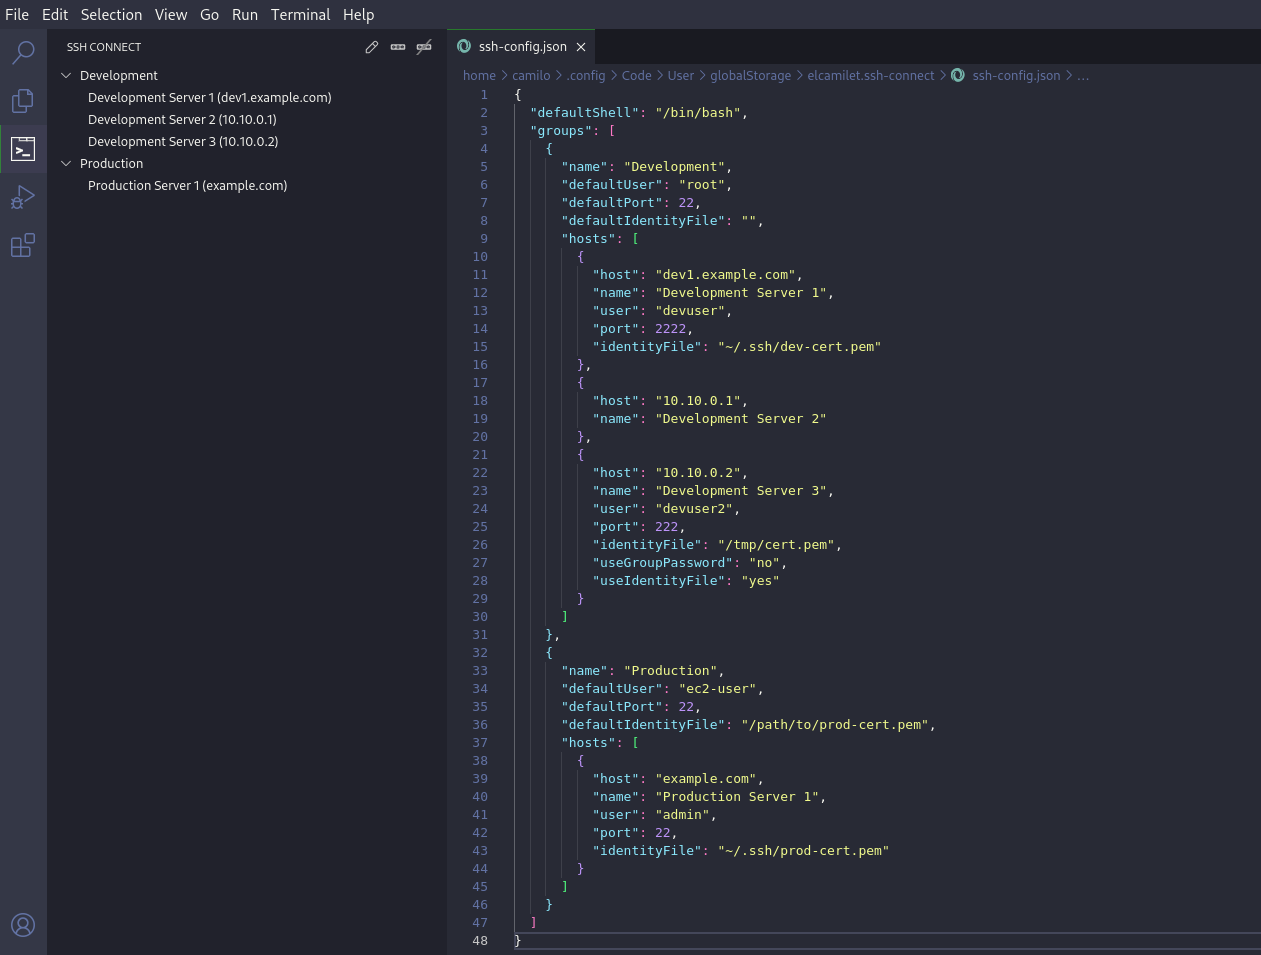 File Edit Selection View Go Run Terminal Help
SSH CONNECT
Development
Development Server 1 (dev1.example.com)
Development Server 2 (10.10.0.1)
Development Server 3 (10.10.0.2)
Production
Production Server 1 (example.com)
ssh-config.json
home > camilo > .config > Code > User > globalStorage > elcamilet.ssh-connect > ssh-config.json > ...
1 {
2 "defaultShell": "/bin/bash",
3 "groups": [
4 {
5 "name": "Development",
6 "defaultUser": "root",
7 "defaultPort": 22,
8 "defaultIdentityFile": "",
9 "hosts": [
10 {
11 "host": "dev1.example.com",
12 "name": "Development Server 1",
13 "user": "devuser",
14 "port": 2222,
15 "identityFile": "~/.ssh/dev-cert.pem"
16 },
17 {
18 "host": "10.10.0.1",
19 "name": "Development Server 2"
20 },
21 {
22 "host": "10.10.0.2",
23 "name": "Development Server 3",
24 "user": "devuser2",
25 "port": 222,
26 "identityFile": "/tmp/cert.pem",
27 "useGroupPassword": "no",
28 "useIdentityFile": "yes"
29 }
30 ]
31 },
32 {
33 "name": "Production",
34 "defaultUser": "ec2-user",
35 "defaultPort": 22,
36 "defaultIdentityFile": "/path/to/prod-cert.pem",
37 "hosts": [
38 {
39 "host": "example.com",
40 "name": "Production Server 1",
41 "user": "admin",
42 "port": 22,
43 "identityFile": "~/.ssh/prod-cert.pem"
44 }
45 ]
46 }
47 ]
48 }